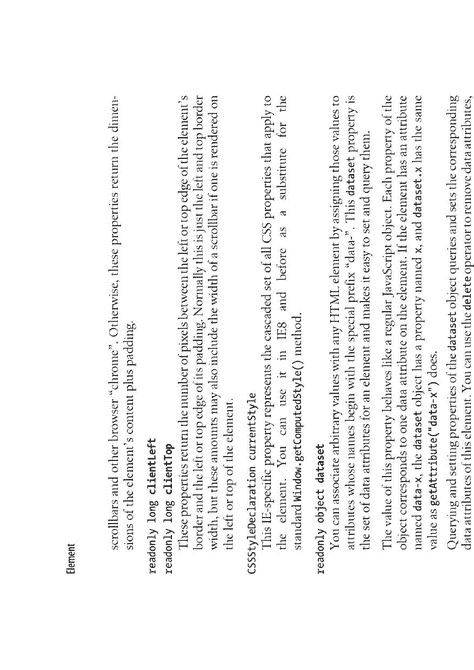 Element
scrollbars and other browser “chrome”. Otherwise, these properties return the dimen-
sions of the element’s content plus padding.
readonly long clientLeft
readonly long clientTop
These properties return the number of pixels between the left or top edge of the element’s
border and the left or top edge of its padding. Normally this is just the left and top border
width, but these amounts may also include the width of a scrollbar if one is rendered on
the left or top of the element.
CSSStyleDeclaration currentStyle
This IE-specific property represents the cascaded set of all CSS properties that apply to
the element. You can use it in IE8 and before as a substitute for the
standard Window.getComputedStyle() method.
readonly object dataset
You can associate arbitrary values with any HTML element by assigning those values to
attributes whose names begin with the special prefix “data-”. This dataset property is
the set of data attributes for an element and makes it easy to set and query them.
The value of this property behaves like a regular JavaScript object. Each property of the
object corresponds to one data attribute on the element. If the element has an attribute
named data-x, the dataset object has a property named x, and dataset.x has the same
value as getAttribute("data-x") does.
Querying and setting properties of the dataset object queries and sets the corresponding
data attributes of this element. You can use the delete operator to remove data attributes,